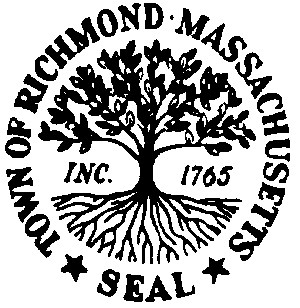 TOWN OF RICHMOND · MASSACHUSETTS
INC. 1765
★ SEAL ★